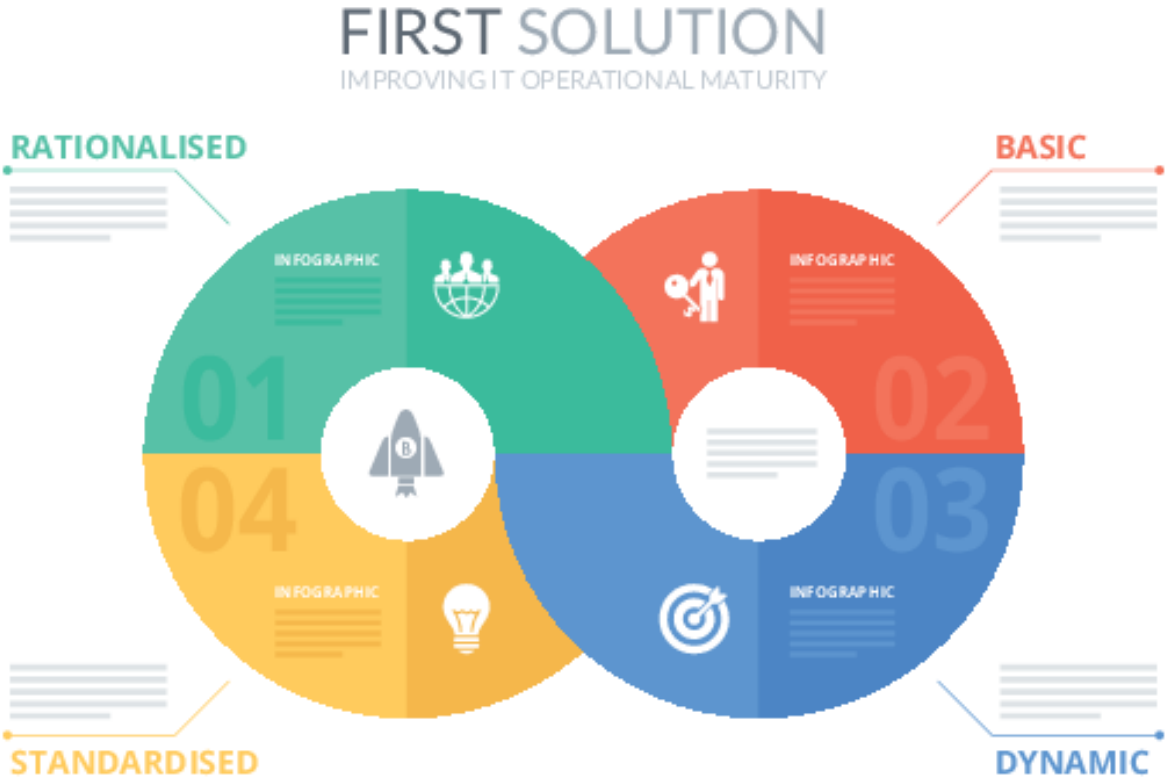 FIRST SOLUTION
IMPROVING IT OPERATIONAL MATURITY
RATIONALISED
BASIC
INFOGRAPHIC
INFOGRAPHIC
01
02
B
04
03
INFOGRAPHIC
INFOGRAPHIC
STANDARDISED
DYNAMIC